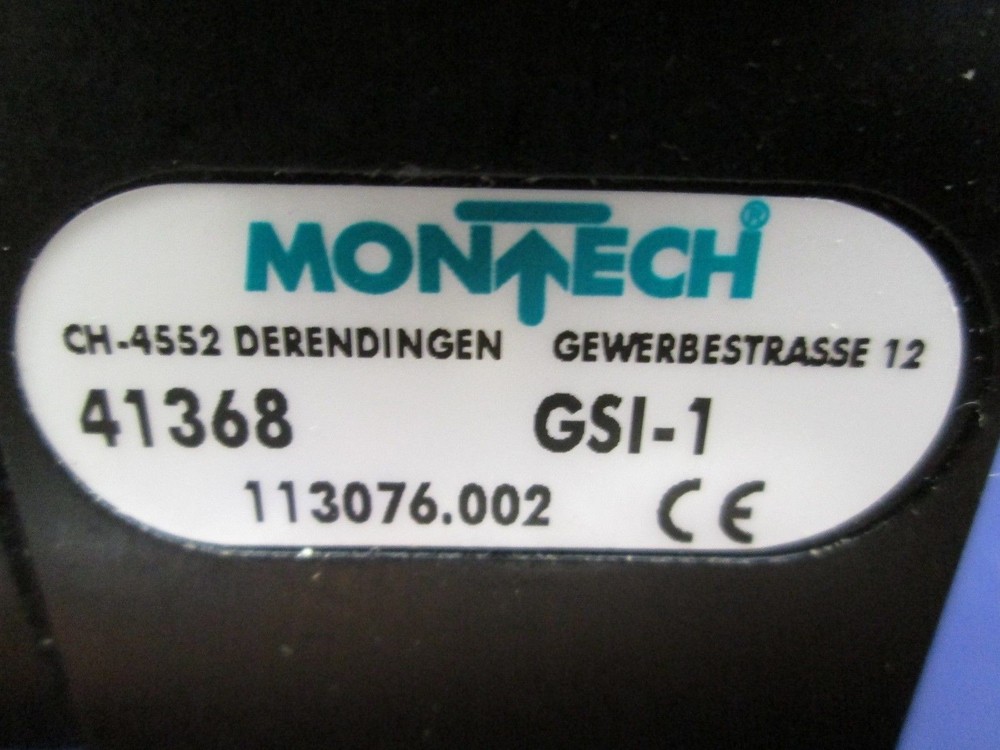 MONTECH®
CH-4552 DERENDINGEN GEWERBESTRASSE 12
41368 GSI-1
113076.002 CE